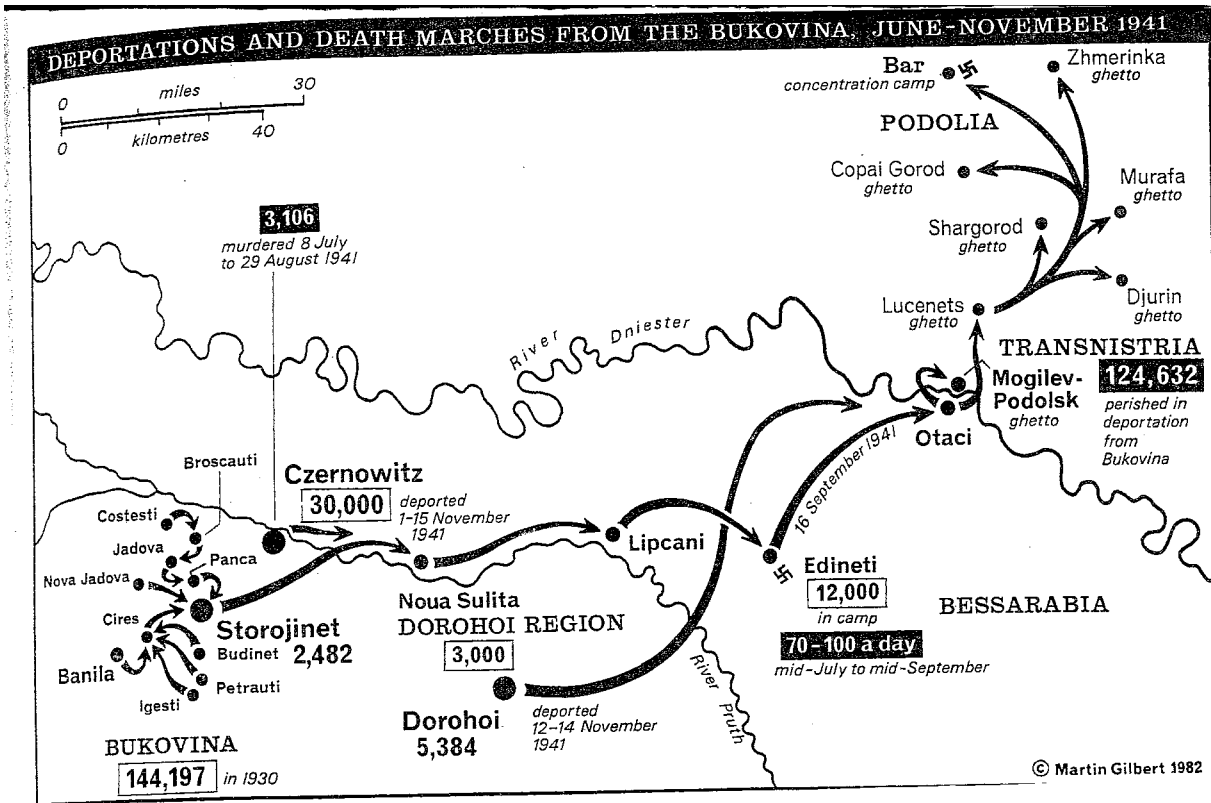 DEPORTATIONS AND DEATH MARCHES FROM THE BUKOVINA, JUNE-NOVEMBER 1941
0 miles 30
0 kilometres 40
Bar
concentration camp
Zhmerinka
ghetto
PODOLIA
Copai Gorod
ghetto
Murafa
ghetto
Shargorod
ghetto
3,106
murdered 8 July
to 29 August 1941
Djurin
ghetto
Lucenets
ghetto
River Dniester
TRANSNISTRIA
124,632
perished in
deportation
from
Bukovina
Mogilev-
Podolsk
ghetto
Otaci
16 September 1941
Broscauti
Czernowitz
30,000
deported
1-15 November
1941
Costesti
Jadova
Panca
Nova Jadova
Lipcani
Edineti
12,000
in camp
70-100 a day
mid-July to mid-September
BESSARABIA
Noua Sulita
DOROHOI REGION
3,000
Cires
Storojinet
2,482
Budinet
Banila
Petrauti
Igesti
River Pruth
Dorohoi
5,384
deported
12-14 November
1941
BUKOVINA
144,197 in 1930
© Martin Gilbert 1982